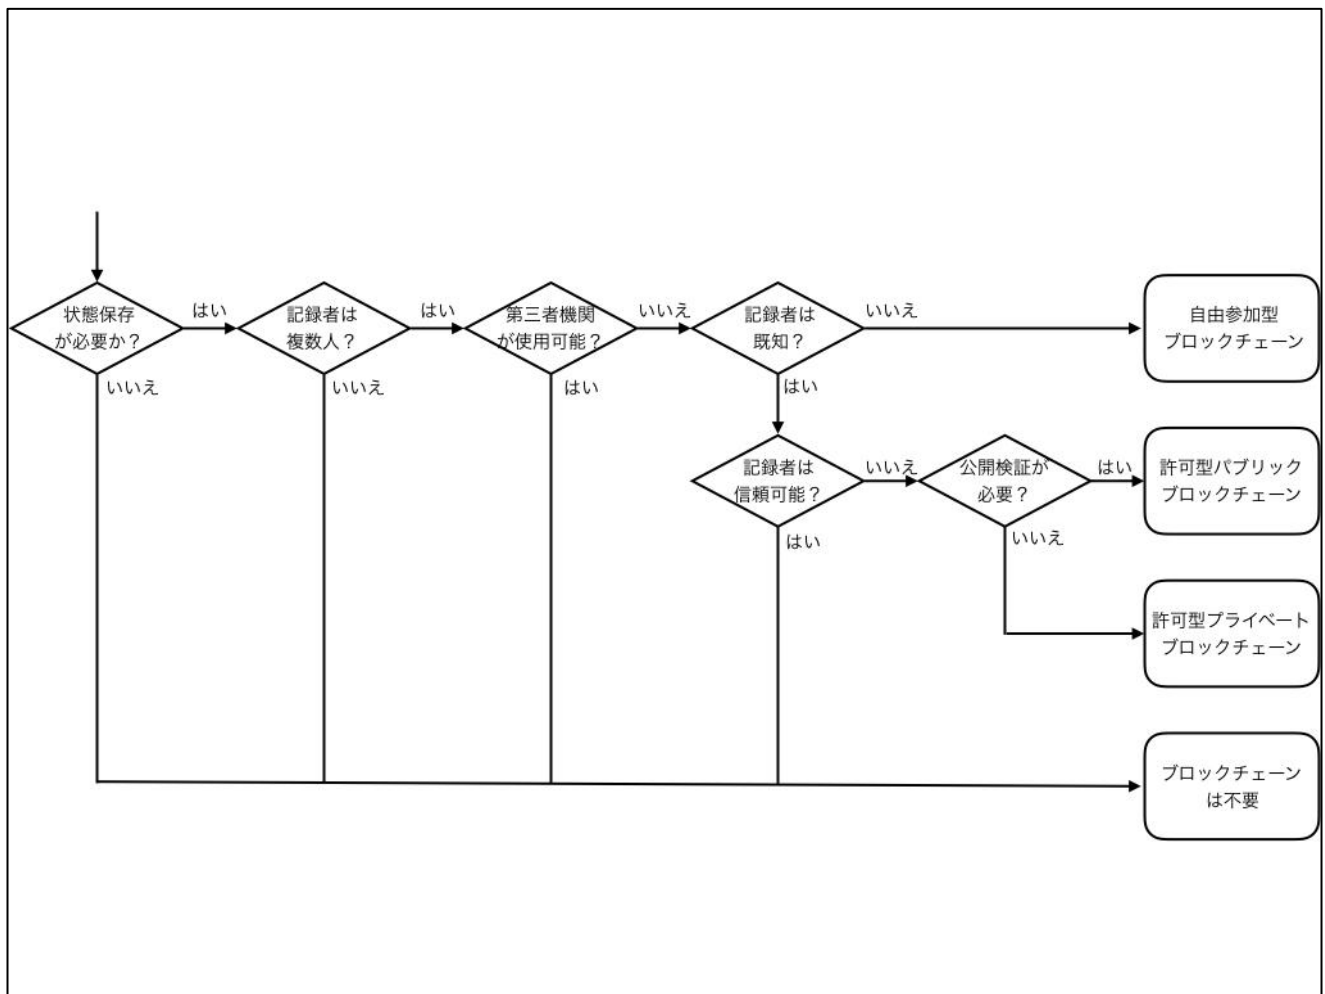 状態保存
が必要か？
はい
記録者は
複数人？
はい
第三者機関
が使用可能？
いいえ
記録者は
既知？
いいえ
自由参加型
ブロックチェーン
いいえ
いいえ
はい
はい
記録者は
信頼可能？
いいえ
公開検証が
必要？
はい
許可型パブリック
ブロックチェーン
はい
いいえ
許可型プライベート
ブロックチェーン
ブロックチェーン
は不要